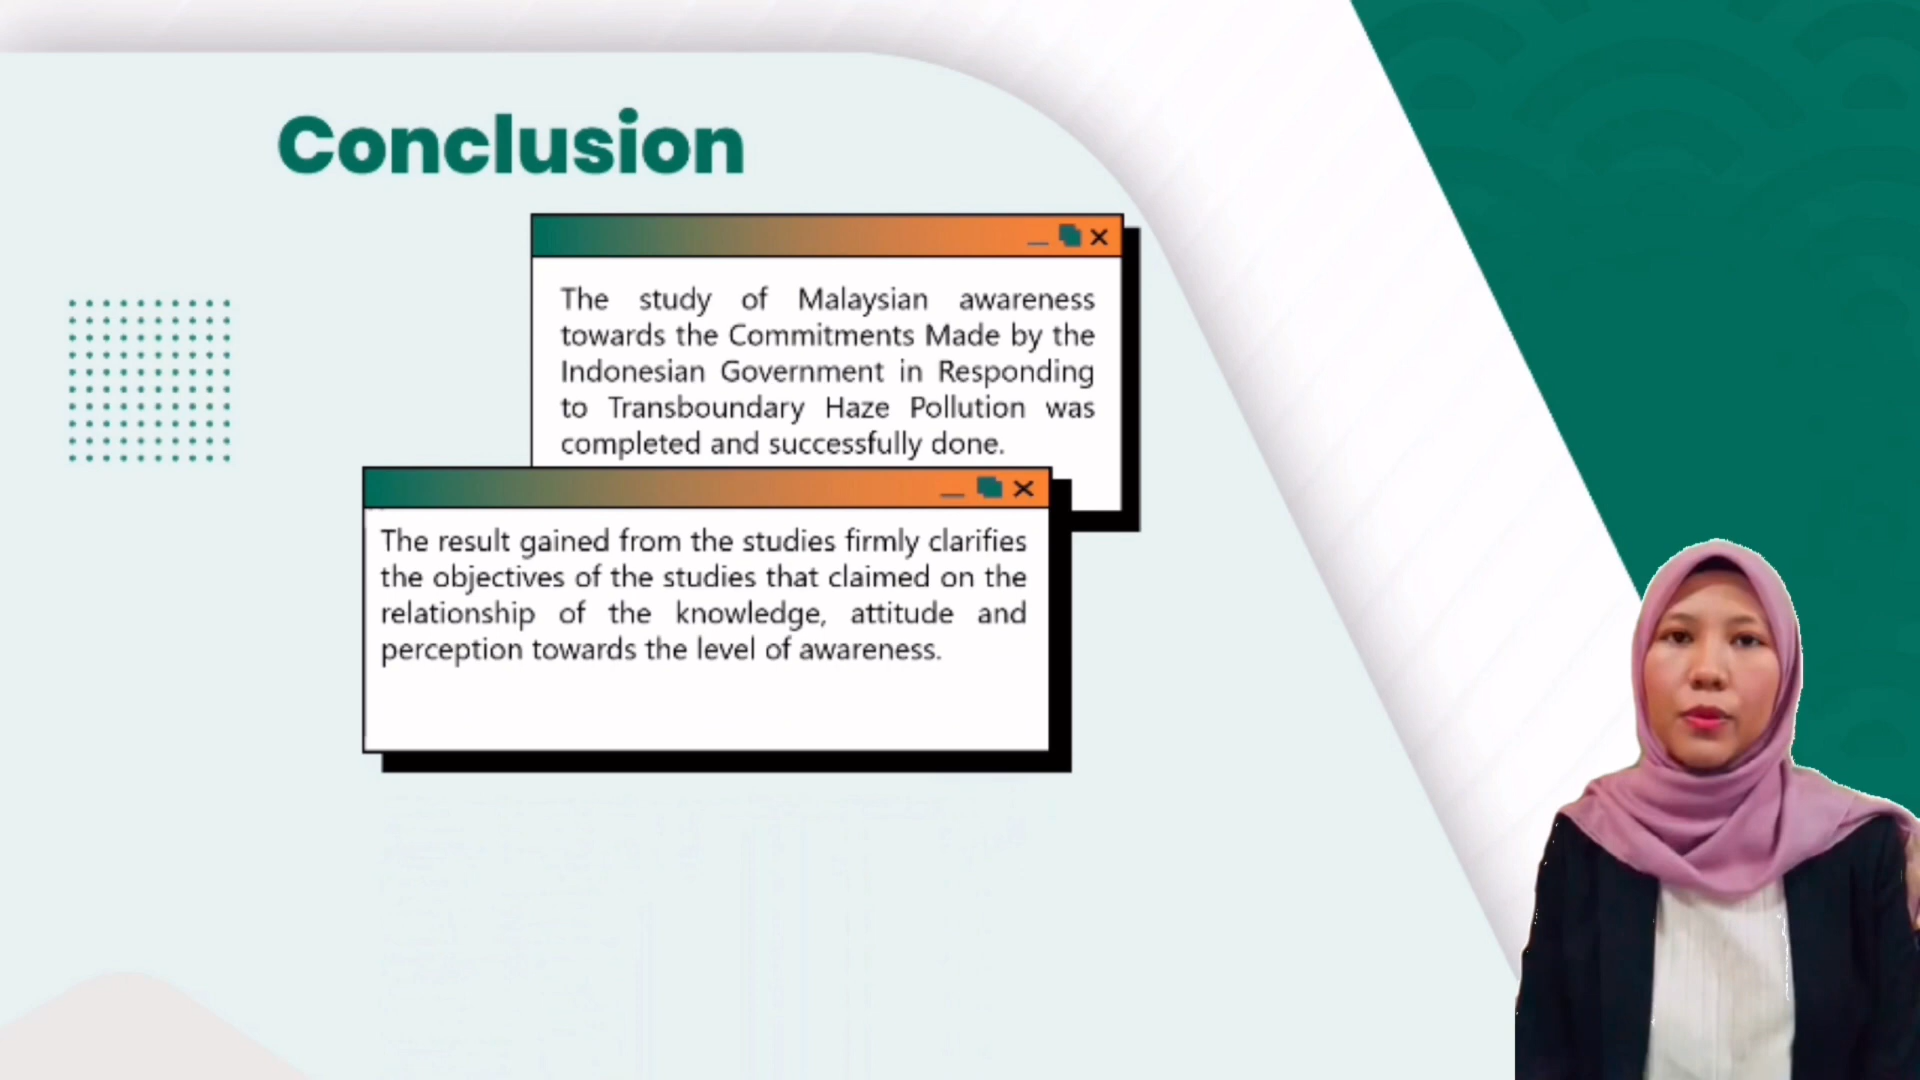 Conclusion
The study of Malaysian awareness
towards the Commitments Made by the
Indonesian Government in Responding
to Transboundary Haze Pollution was
completed and successfully done.
The result gained from the studies firmly clarifies
the objectives of the studies that claimed on the
relationship of the knowledge, attitude and
perception towards the level of awareness.